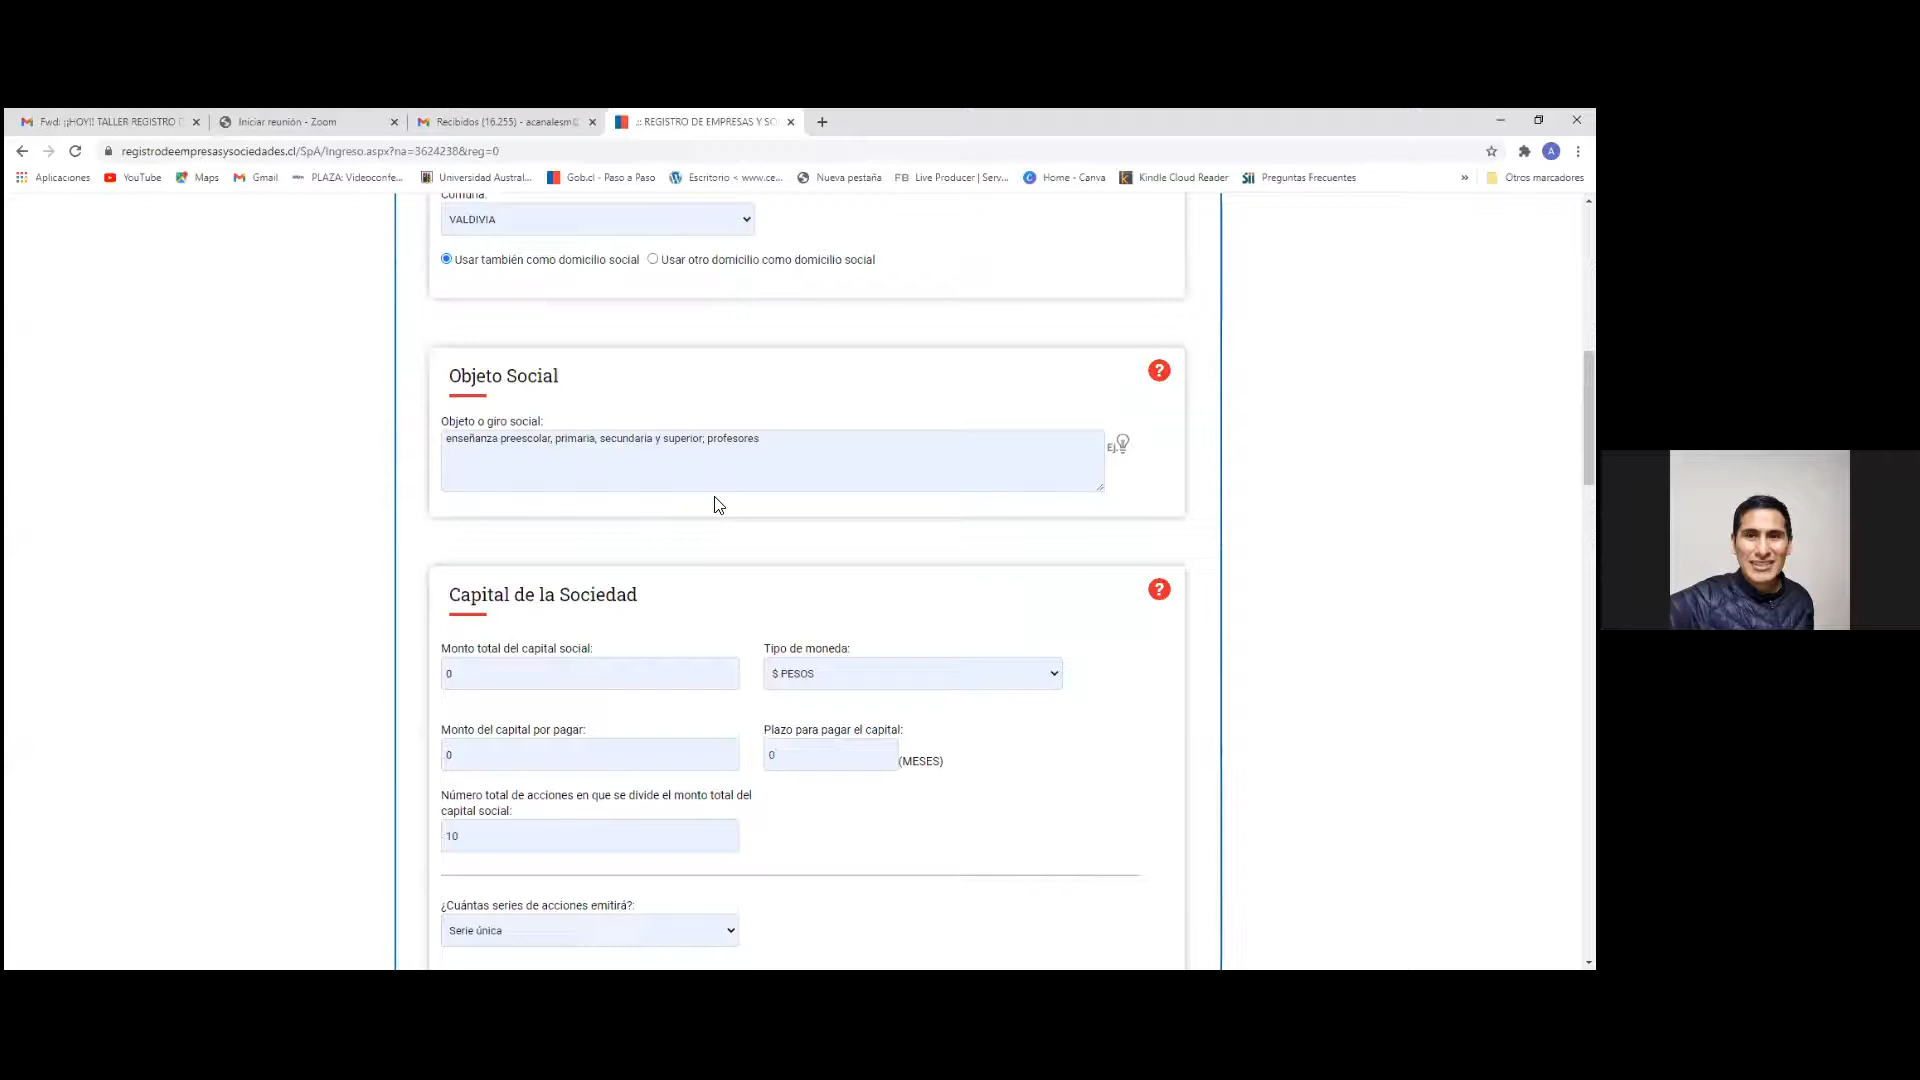 Fwd: ¡¡HOY!! TALLER REGISTRO
Iniciar reunión - Zoom
Recibidos (16.255) - acanalesm
.:: REGISTRO DE EMPRESAS Y SO
registrodeempresasysociedades.cl/SpA/Ingreso.aspx?na=3624238&reg=0
A
Aplicaciones
YouTube
Maps
Gmail
PLAZA: Videoconfe...
Universidad Austral...
Gob.cl - Paso a Paso
Escritorio < www.ce...
Nueva pestaña
FB Live Producer | Serv...
Home - Canva
Kindle Cloud Reader
Sii Preguntas Frecuentes
»
Otros marcadores
Comuna:
VALDIVIA
Usar también como domicilio social
Usar otro domicilio como domicilio social
Objeto Social
?
Objeto o giro social:
enseñanza preescolar, primaria, secundaria y superior; profesores
Ej.
Capital de la Sociedad
?
Monto total del capital social:
Tipo de moneda:
0
$ PESOS
Monto del capital por pagar:
Plazo para pagar el capital:
0
0
(MESES)
Número total de acciones en que se divide el monto total del
capital social:
10
¿Cuántas series de acciones emitirá?:
Serie única